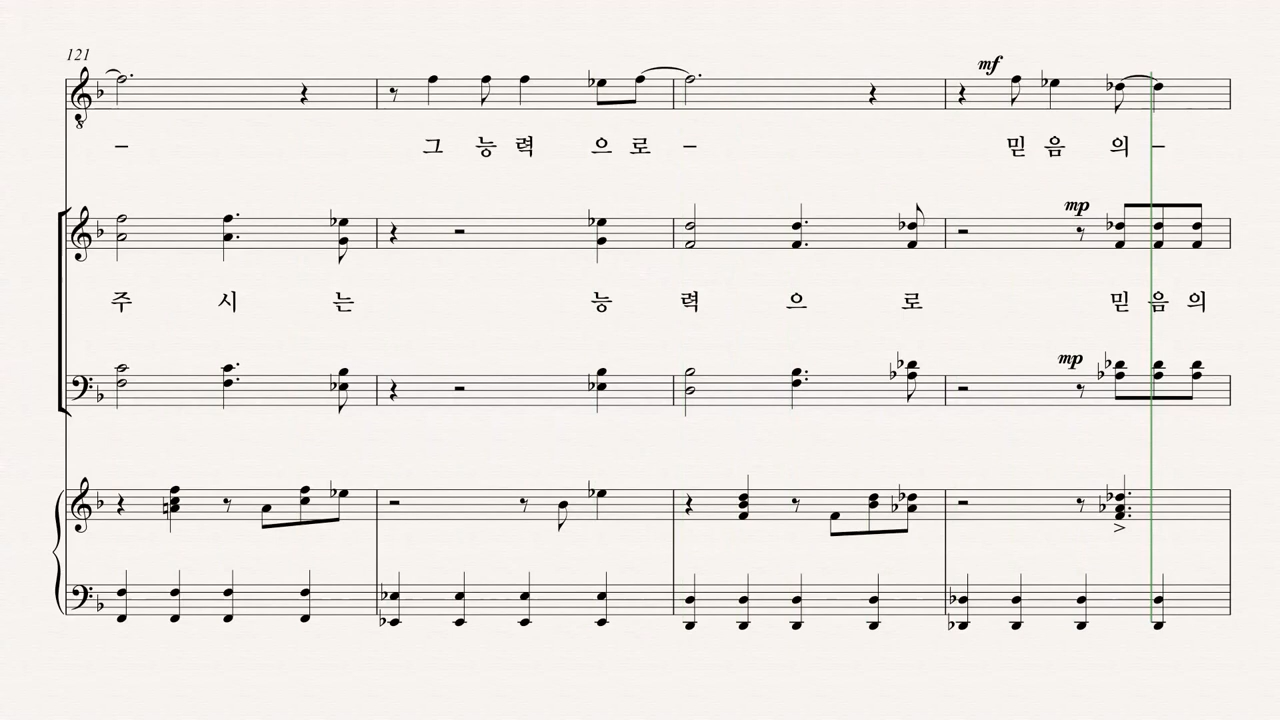 121
mf
– 그 능 력 으 로 – 믿 음 의 –
mp
주 시 는 능 력 으 로 믿 음 의
mp